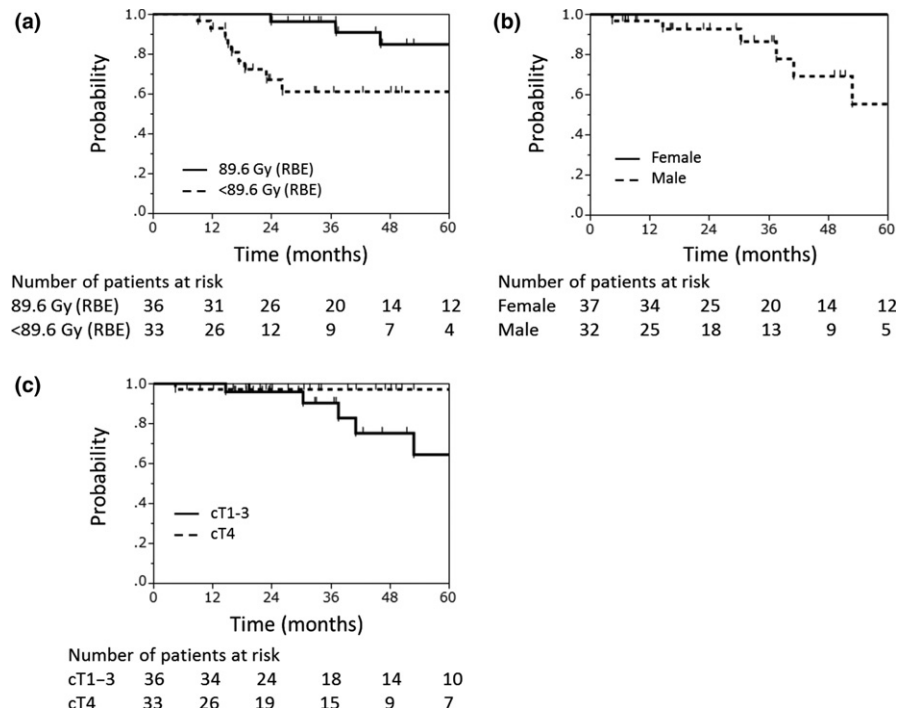 (a)
Probability
1.0
.8
.6
.4
.2
.0
89.6 Gy (RBE)
<89.6 Gy (RBE)
0 12 24 36 48 60
Time (months)
Number of patients at risk
89.6 Gy (RBE) 36 31 26 20 14 12
<89.6 Gy (RBE) 33 26 12 9 7 4
(b)
Probability
1.0
.8
.6
.4
.2
.0
Female
Male
0 12 24 36 48 60
Time (months)
Number of patients at risk
Female 37 34 25 20 14 12
Male 32 25 18 13 9 5
(c)
Probability
1.0
.8
.6
.4
.2
.0
cT1-3
cT4
0 12 24 36 48 60
Time (months)
Number of patients at risk
cT1–3 36 34 24 18 14 10
cT4 33 26 19 15 9 7